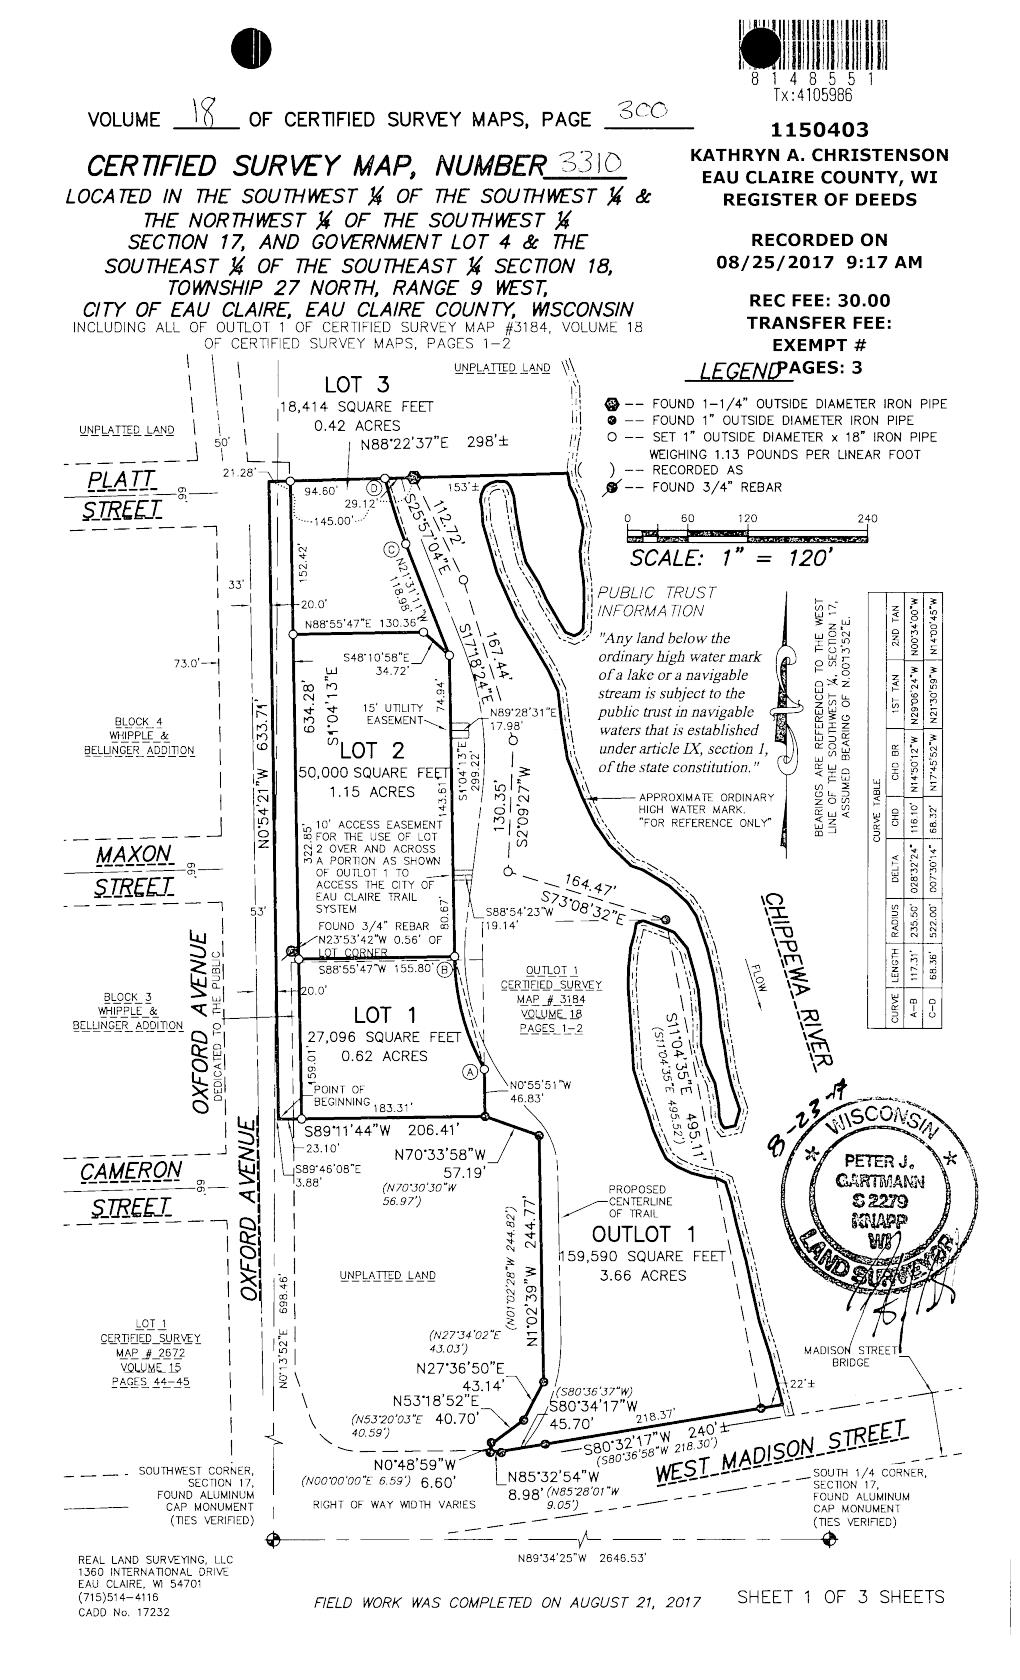 8148551
Tx:4105986
VOLUME 18 OF CERTIFIED SURVEY MAPS, PAGE 300
1150403
KATHRYN A. CHRISTENSON
EAU CLAIRE COUNTY, WI
REGISTER OF DEEDS
RECORDED ON
08/25/2017 9:17 AM
REC FEE: 30.00
TRANSFER FEE:
EXEMPT #
PAGES: 3
CERTIFIED SURVEY MAP, NUMBER 3310
LOCATED IN THE SOUTHWEST ¼ OF THE SOUTHWEST ¼ &
THE NORTHWEST ¼ OF THE SOUTHWEST ¼
SECTION 17, AND GOVERNMENT LOT 4 & THE
SOUTHEAST ¼ OF THE SOUTHEAST ¼ SECTION 18,
TOWNSHIP 27 NORTH, RANGE 9 WEST,
CITY OF EAU CLAIRE, EAU CLAIRE COUNTY, WISCONSIN
INCLUDING ALL OF OUTLOT 1 OF CERTIFIED SURVEY MAP #3184, VOLUME 18
OF CERTIFIED SURVEY MAPS, PAGES 1-2
LEGEND
-- FOUND 1-1/4" OUTSIDE DIAMETER IRON PIPE
-- FOUND 1" OUTSIDE DIAMETER IRON PIPE
-- SET 1" OUTSIDE DIAMETER x 18" IRON PIPE
WEIGHING 1.13 POUNDS PER LINEAR FOOT
( ) -- RECORDED AS
-- FOUND 3/4" REBAR
0 60 120 240
SCALE: 1" = 120'
UNPLATTED LAND
LOT 3
18,414 SQUARE FEET
0.42 ACRES
N88°22'37"E 298'±
UNPLATTED LAND
50'
21.28'
PLATT
STREET
66'
94.60'
29.12'
153'±
145.00'
D
C
112.72'
S25°57'04"E
N21°31'11"W
118.98'
152.42'
33'
20.0'
N88°55'47"E 130.36'
167.44'
S17°18'24"E
73.0'
S48°10'58"E
34.72'
74.94'
15' UTILITY
EASEMENT
N89°28'31"E
17.98'
634.28'
S1°04'13"E
N0°54'21"W 633.71'
BLOCK 4
WHIPPLE &
BELLINGER ADDITION
LOT 2
50,000 SQUARE FEET
1.15 ACRES
143.61'
S1°04'13"E
299.22'
130.35'
S2°09'27"W
10' ACCESS EASEMENT
FOR THE USE OF LOT
2 OVER AND ACROSS
A PORTION AS SHOWN
OF OUTLOT 1 TO
ACCESS THE CITY OF
EAU CLAIRE TRAIL
SYSTEM
322.85'
80.67'
164.47'
S73°08'32"E
S88°54'23"W
19.14'
MAXON
STREET
66'
53'
FOUND 3/4" REBAR
N23°53'42"W 0.56' OF
LOT CORNER
S88°55'47"W 155.80'
B
PUBLIC TRUST
INFORMATION
"Any land below the
ordinary high water mark
of a lake or a navigable
stream is subject to the
public trust in navigable
waters that is established
under article IX, section 1,
of the state constitution."
APPROXIMATE ORDINARY
HIGH WATER MARK.
"FOR REFERENCE ONLY"
BEARINGS ARE REFERENCED TO THE WEST
LINE OF THE SOUTHWEST ¼, SECTION 17,
ASSUMED BEARING OF N.00°13'52"E.
CURVE TABLE
CURVE LENGTH RADIUS DELTA CHD CHD BR 1ST TAN 2ND TAN
A-B 117.31' 235.50' 028°32'24" 116.10' N14°50'12"W N29°06'24"W N00°34'00"W
C-D 68.36' 522.00' 007°30'14" 68.32' N17°45'52"W N21°30'59"W N14°00'45"W
CHIPPEWA RIVER
FLOW
OXFORD AVENUE
DEDICATED TO THE PUBLIC
BLOCK 3
WHIPPLE &
BELLINGER ADDITION
20.0'
LOT 1
27,096 SQUARE FEET
0.62 ACRES
159.01'
A
POINT OF
BEGINNING
183.31'
OUTLOT 1
CERTIFIED SURVEY
MAP # 3184
VOLUME 18
PAGES 1-2
S11°04'35"E 495.11'
(S11°04'35"E 495.52')
N0°55'51"W
46.83'
S89°11'44"W 206.41'
23.10'
S89°46'08"E
3.88'
N70°33'58"W
57.19'
(N70°30'30"W
56.97')
CAMERON
STREET
66'
OXFORD AVENUE
8-23-17
WISCONSIN
PETER J.
GARTMANN
S 2279
KNAPP
WI
LAND SURVEYOR
PROPOSED
CENTERLINE
OF TRAIL
OUTLOT 1
159,590 SQUARE FEET
3.66 ACRES
N1°02'39"W 244.77'
(N01°02'28"W 244.82')
UNPLATTED LAND
N0°13'52"E 698.46'
LOT 1
CERTIFIED SURVEY
MAP # 2672
VOLUME 15
PAGES 44-45
(N27°34'02"E
43.03')
N27°36'50"E
43.14'
N53°18'52"E
40.70'
(N53°20'03"E
40.59')
(S80°36'37"W)
S80°34'17"W
45.70'
218.37'
22'±
MADISON STREET
BRIDGE
S80°32'17"W 240'±
(S80°36'58"W 218.30')
WEST MADISON STREET
N0°48'59"W
(N00°00'00"E 6.59') 6.60'
N85°32'54"W
8.98' (N85°28'01"W
9.05')
RIGHT OF WAY WIDTH VARIES
SOUTHWEST CORNER,
SECTION 17,
FOUND ALUMINUM
CAP MONUMENT
(TIES VERIFIED)
SOUTH 1/4 CORNER,
SECTION 17,
FOUND ALUMINUM
CAP MONUMENT
(TIES VERIFIED)
N89°34'25"W 2646.53'
REAL LAND SURVEYING, LLC
1360 INTERNATIONAL DRIVE
EAU CLAIRE, WI 54701
(715)514-4116
CADD No. 17232
FIELD WORK WAS COMPLETED ON AUGUST 21, 2017
SHEET 1 OF 3 SHEETS